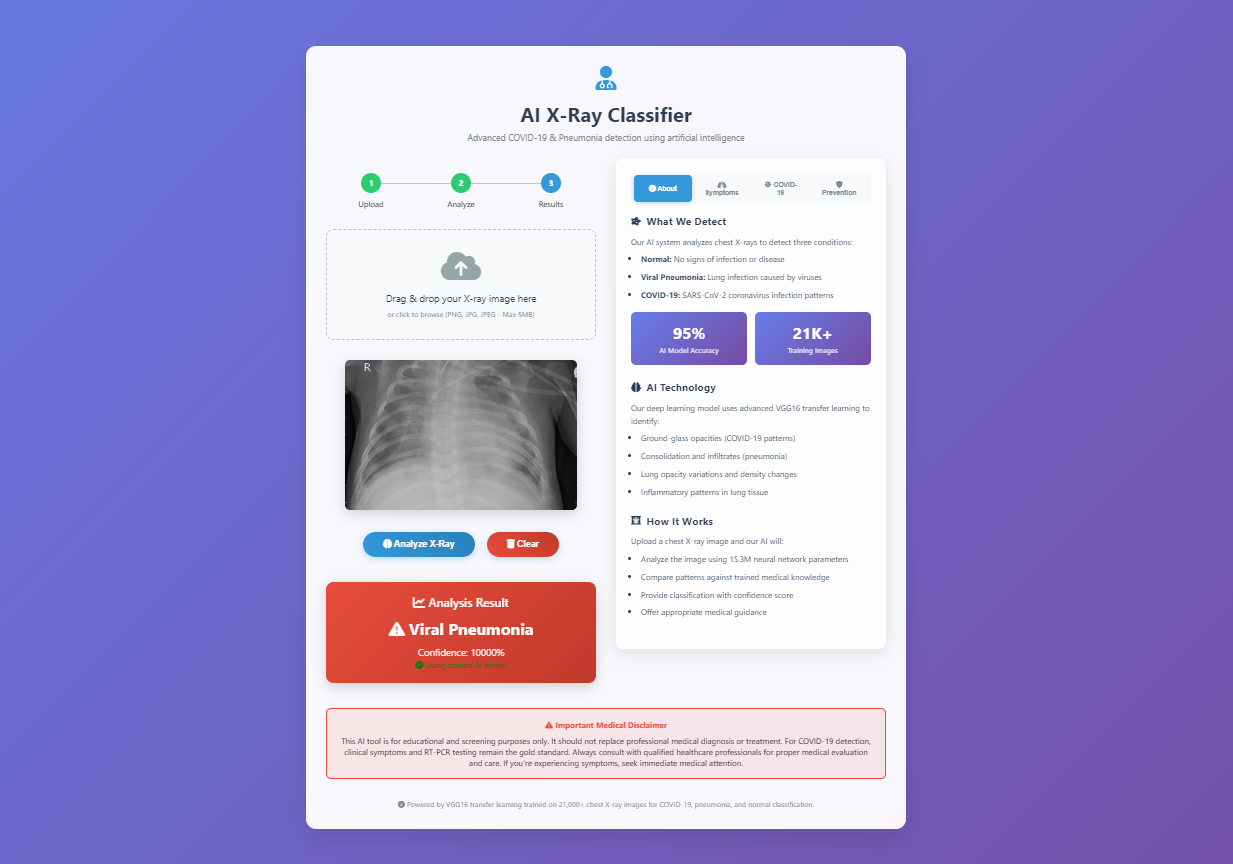 AI X-Ray Classifier
Advanced COVID-19 & Pneumonia detection using artificial intelligence
1
2
3
Upload
Analyze
Results
Drag & drop your X-ray image here
or click to browse (PNG, JPG, JPEG - Max 5MB)
R
Analyze X-Ray
Clear
Analysis Result
Viral Pneumonia
Confidence: 10000%
Using trained AI model
About
Symptoms
COVID-
19
Prevention
What We Detect
Our AI system analyzes chest X-rays to detect three conditions:
Normal: No signs of infection or disease
Viral Pneumonia: Lung infection caused by viruses
COVID-19: SARS-CoV-2 coronavirus infection patterns
95%
AI Model Accuracy
21K+
Training Images
AI Technology
Our deep learning model uses advanced VGG16 transfer learning to
identify:
Ground-glass opacities (COVID-19 patterns)
Consolidation and infiltrates (pneumonia)
Lung opacity variations and density changes
Inflammatory patterns in lung tissue
How It Works
Upload a chest X-ray image and our AI will:
Analyze the image using 15.3M neural network parameters
Compare patterns against trained medical knowledge
Provide classification with confidence score
Offer appropriate medical guidance
Important Medical Disclaimer
This AI tool is for educational and screening purposes only. It should not replace professional medical diagnosis or treatment. For COVID-19 detection,
clinical symptoms and RT-PCR testing remain the gold standard. Always consult with qualified healthcare professionals for proper medical evaluation
and care. If you're experiencing symptoms, seek immediate medical attention.
Powered by VGG16 transfer learning trained on 21,000+ chest X-ray images for COVID-19, pneumonia, and normal classification.